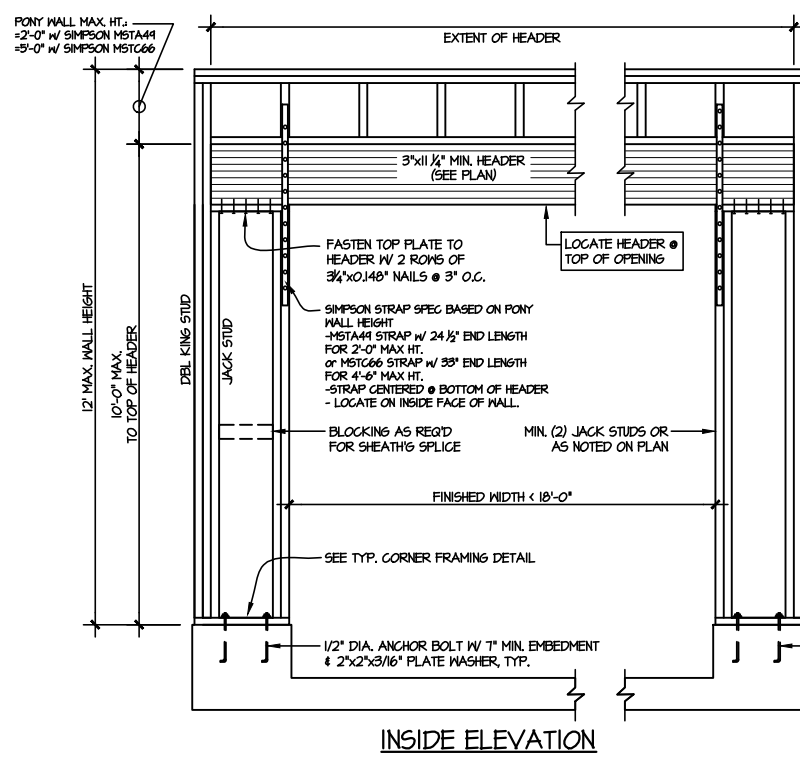 PONY WALL MAX. HT.:
=2'-0" W/ SIMPSON MSTA49
=5'-0" W/ SIMPSON MSTC66
EXTENT OF HEADER
3"x11 1/4" MIN. HEADER
(SEE PLAN)
FASTEN TOP PLATE TO
HEADER W/ 2 ROWS OF
3 1/4"x0.148" NAILS @ 3" O.C.
LOCATE HEADER @
TOP OF OPENING
SIMPSON STRAP SPEC BASED ON PONY
WALL HEIGHT
-MSTA49 STRAP W/ 24 1/2" END LENGTH
FOR 2'-0" MAX HT.
or MSTC66 STRAP W/ 33" END LENGTH
FOR 4'-6" MAX HT.
-STRAP CENTERED @ BOTTOM OF HEADER
- LOCATE ON INSIDE FACE OF WALL.
12' MAX. WALL HEIGHT
10'-0" MAX.
TO TOP OF HEADER
DBL KING STUD
JACK STUD
BLOCKING AS REQ'D
FOR SHEATH'G SPLICE
MIN. (2) JACK STUDS OR
AS NOTED ON PLAN
FINISHED WIDTH < 18'-0"
SEE TYP. CORNER FRAMING DETAIL
1/2" DIA. ANCHOR BOLT W/ 7" MIN. EMBEDMENT
& 2"x2"x3/16" PLATE WASHER, TYP.
INSIDE ELEVATION